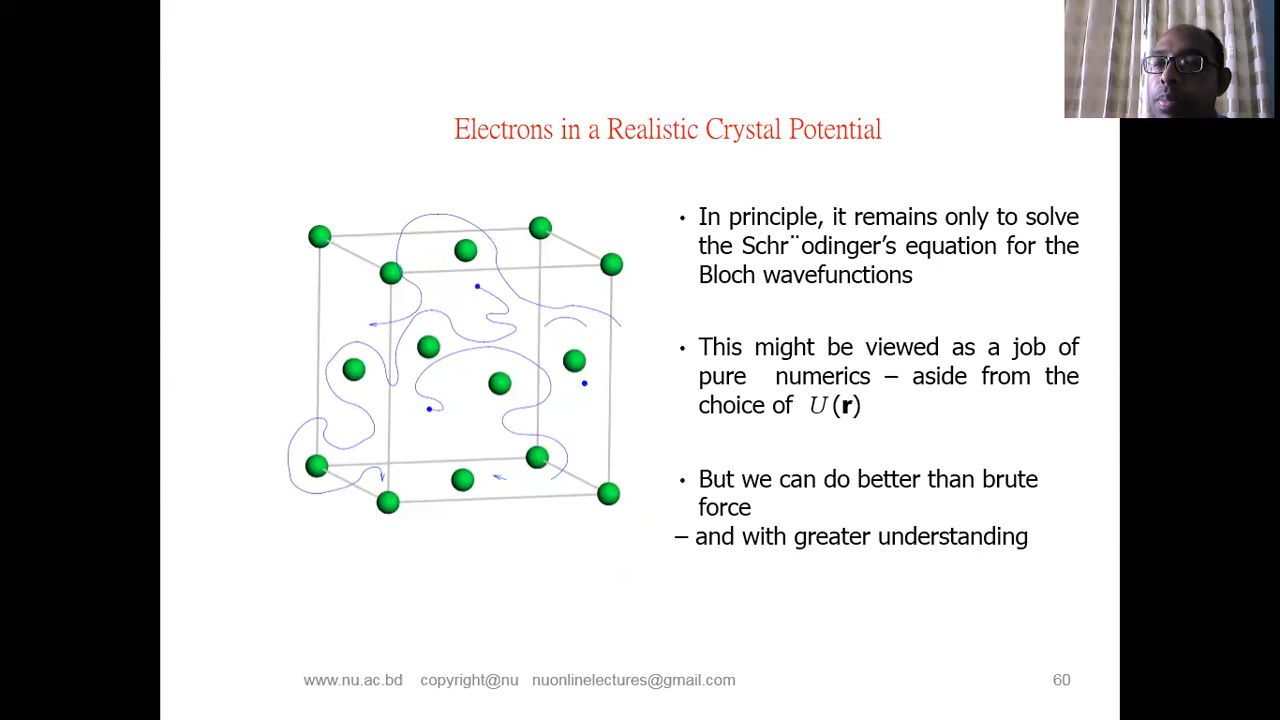 Electrons in a Realistic Crystal Potential
• In principle, it remains only to solve
the Schr¨odinger’s equation for the
Bloch wavefunctions
• This might be viewed as a job of
pure numerics – aside from the
choice of U(r)
• But we can do better than brute
force
– and with greater understanding
www.nu.ac.bd copyright@nu nuonlinelectures@gmail.com 60